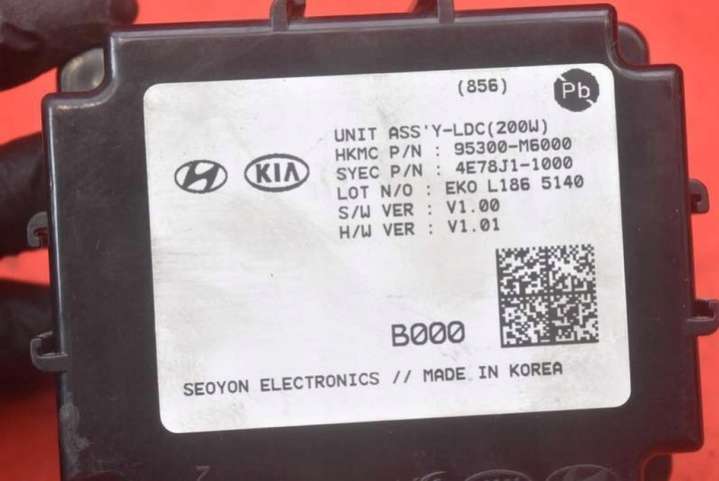 (856)
Pb
UNIT ASS'Y-LDC(200W)
HKMC P/N : 95300-M6000
SYEC P/N : 4E78J1-1000
LOT N/O : EKO L186 5140
S/W VER : V1.00
H/W VER : V1.01
KIA
B000
SEOYON ELECTRONICS // MADE IN KOREA